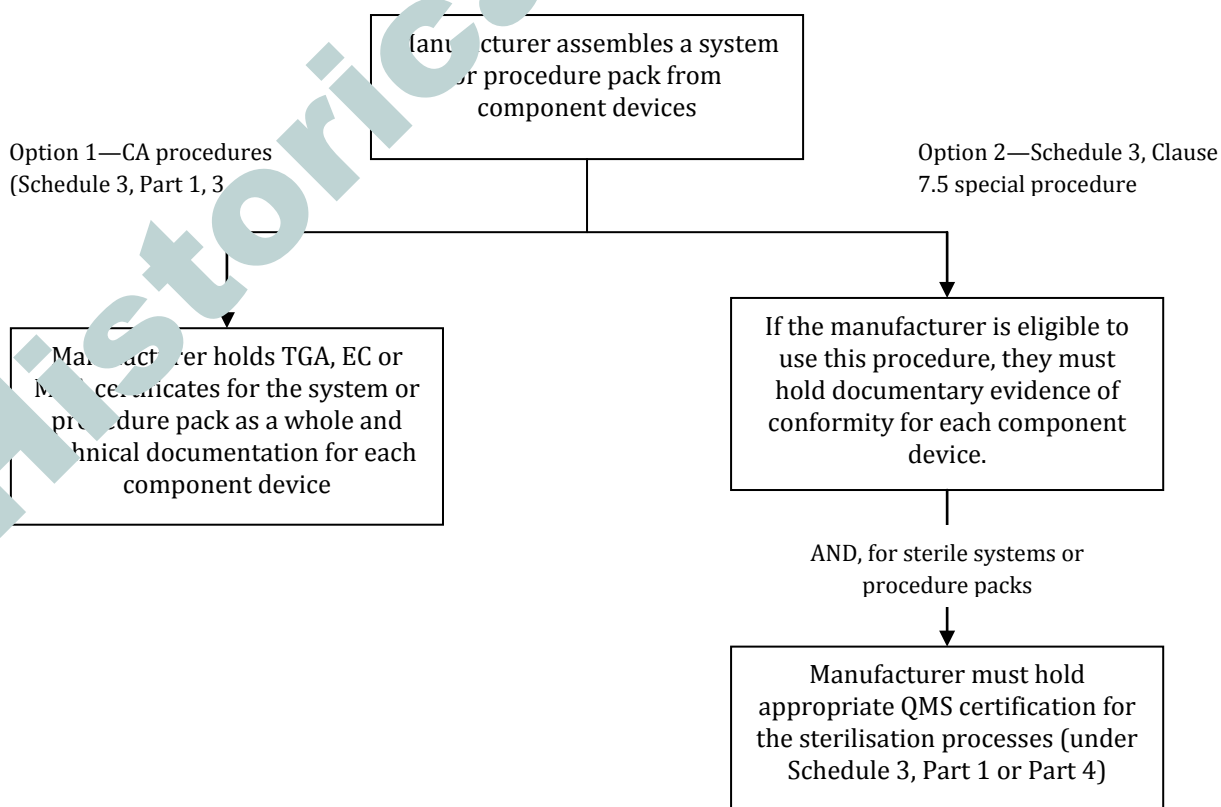 Manufacturer assembles a system
or procedure pack from
component devices
Option 1—CA procedures
(Schedule 3, Part 1, 3
Option 2—Schedule 3, Clause
7.5 special procedure
Manufacturer holds TGA, EC or
certificates for the system or
procedure pack as a whole and
technical documentation for each
component device
If the manufacturer is eligible to
use this procedure, they must
hold documentary evidence of
conformity for each component
device.
AND, for sterile systems or
procedure packs
Manufacturer must hold
appropriate QMS certification for
the sterilisation processes (under
Schedule 3, Part 1 or Part 4)